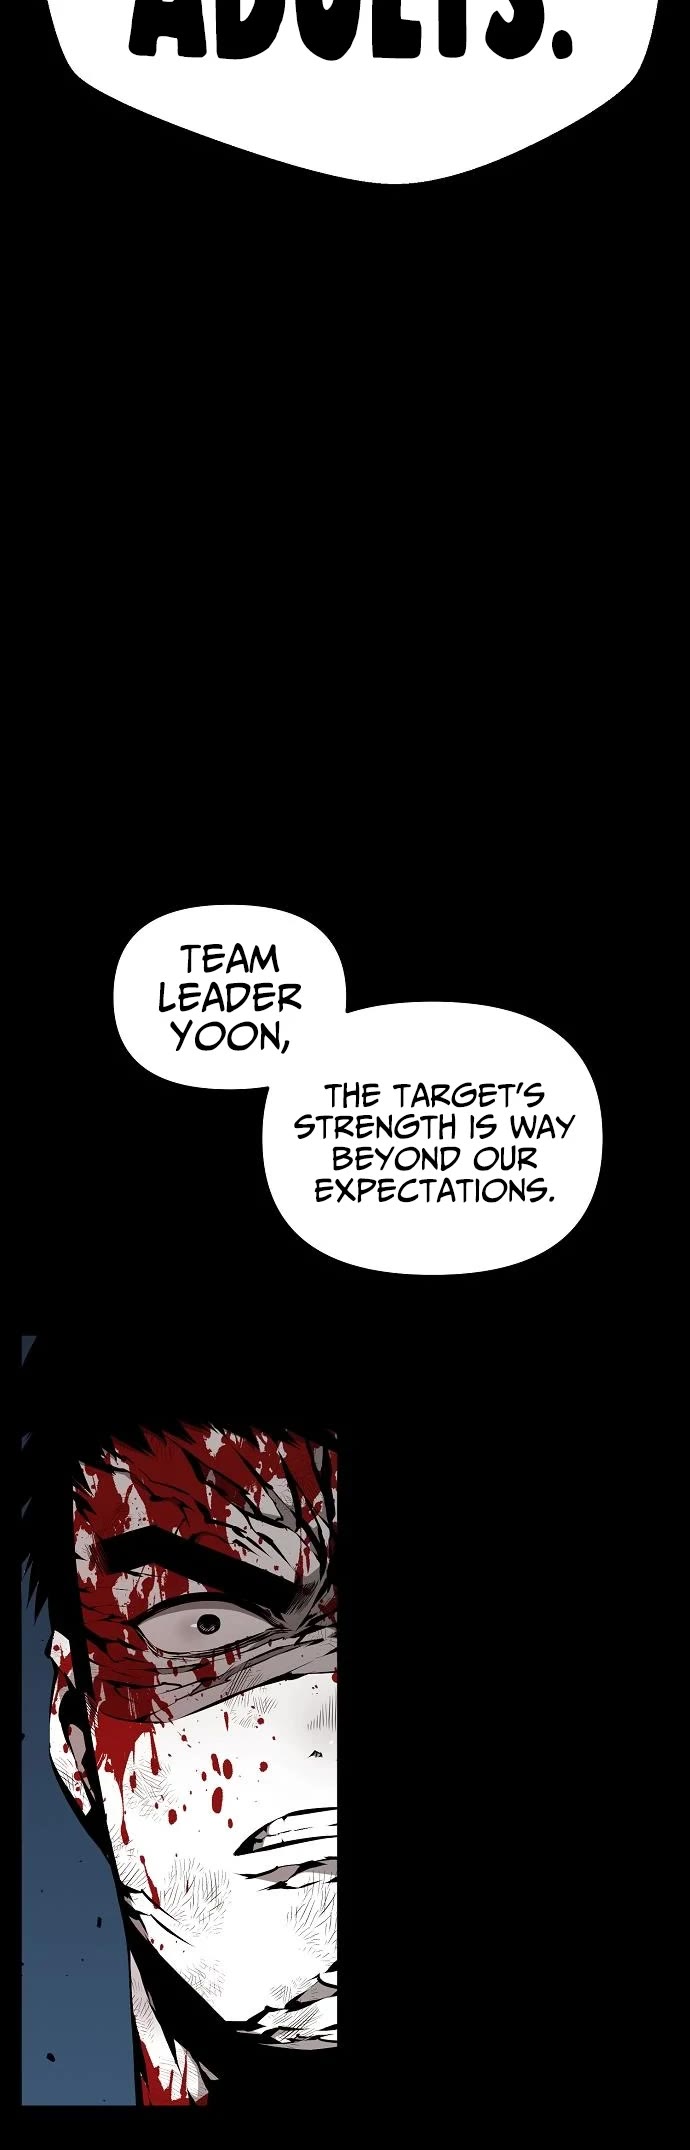 ADULTS.
TEAM
LEADER
YOON,
THE TARGET'S
STRENGTH IS WAY
BEYOND OUR
EXPECTATIONS.